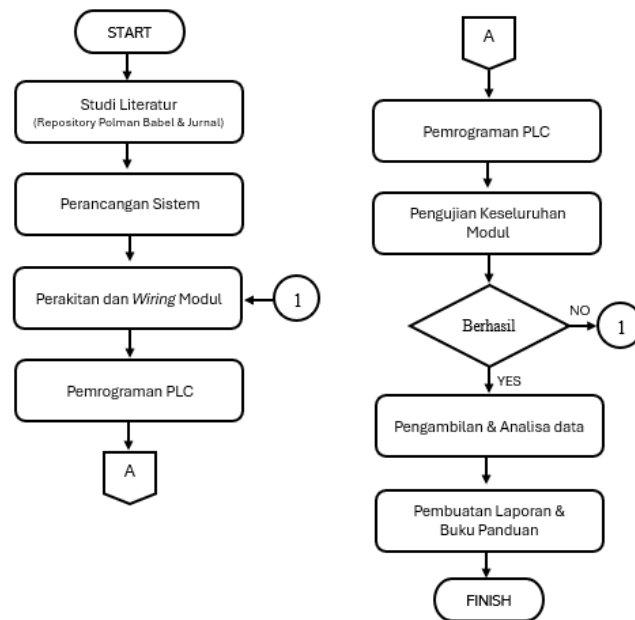 START
Studi Literatur
(Repository Polman Babel & Jurnal)
Perancangan Sistem
Perakitan dan Wiring Modul
1
Pemrograman PLC
A
A
Pemrograman PLC
Pengujian Keseluruhan
Modul
Berhasil
NO
1
YES
Pengambilan & Analisa data
Pembuatan Laporan &
Buku Panduan
FINISH